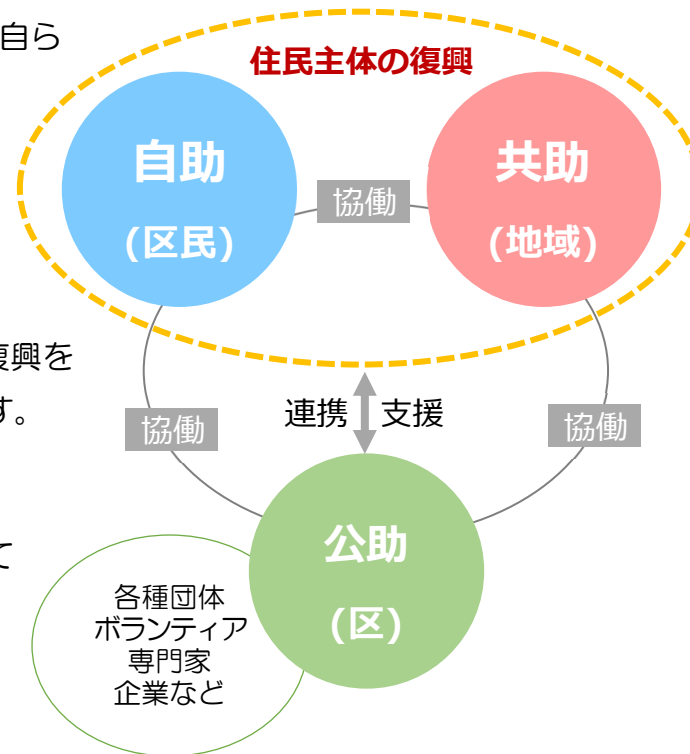 自ら
住民主体の復興
自助
(区民)
共助
(地域)
協働
復興を
す。
連携
支援
協働
協働
て
公助
(区)
各種団体
ボランティア
専門家
企業など